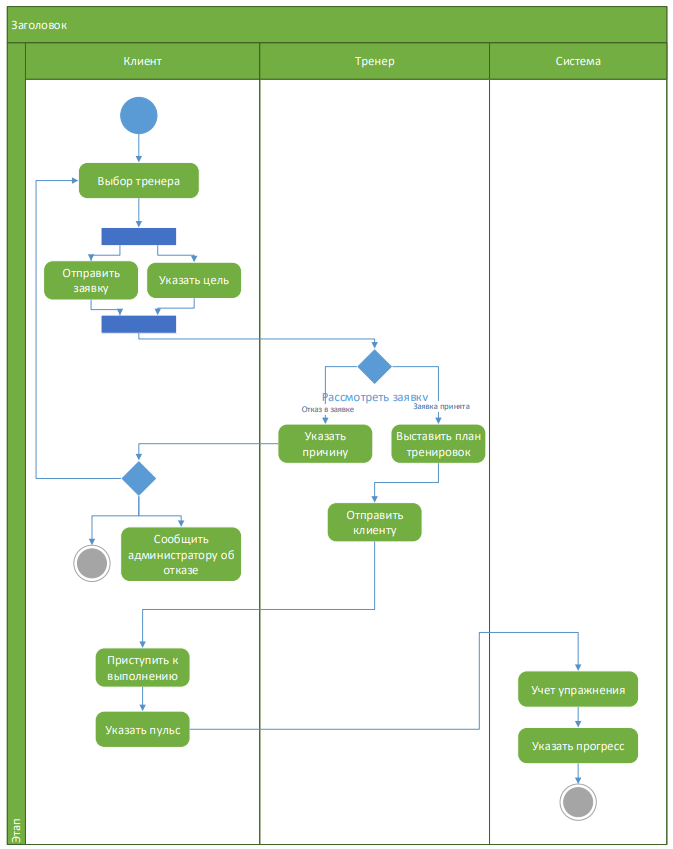 Заголовок
Клиент
Тренер
Система
Выбор тренера
Отправить
заявку
Указать цель
Рассмотреть заявку
Отказ в заявке
Заявка принята
Указать
причину
Выставить план
тренировок
Отправить
клиенту
Сообщить
администратору об
отказе
Приступить к
выполнению
Учет упражнения
Указать пульс
Указать прогресс
Этап